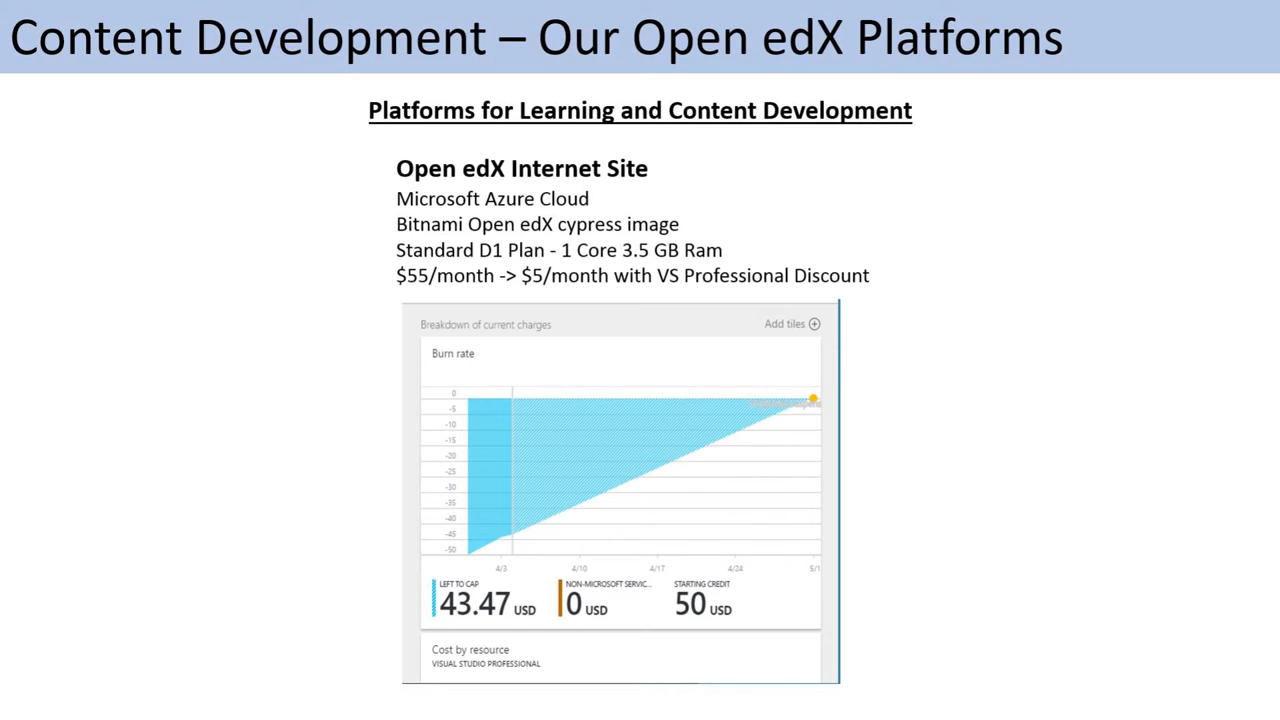 Content Development – Our Open edX Platforms
Platforms for Learning and Content Development
Open edX Internet Site
Microsoft Azure Cloud
Bitnami Open edX cypress image
Standard D1 Plan - 1 Core 3.5 GB Ram
$55/month -> $5/month with VS Professional Discount
Breakdown of current charges
Add tiles
Burn rate
0
-5
-10
-15
-20
-25
-30
-35
-40
-45
-50
4/3 4/10 4/17 4/24 5/1
LEFT TO CAP NON-MICROSOFT SERVIC... STARTING CREDIT
43.47 USD 0 USD 50 USD
Cost by resource
VISUAL STUDIO PROFESSIONAL